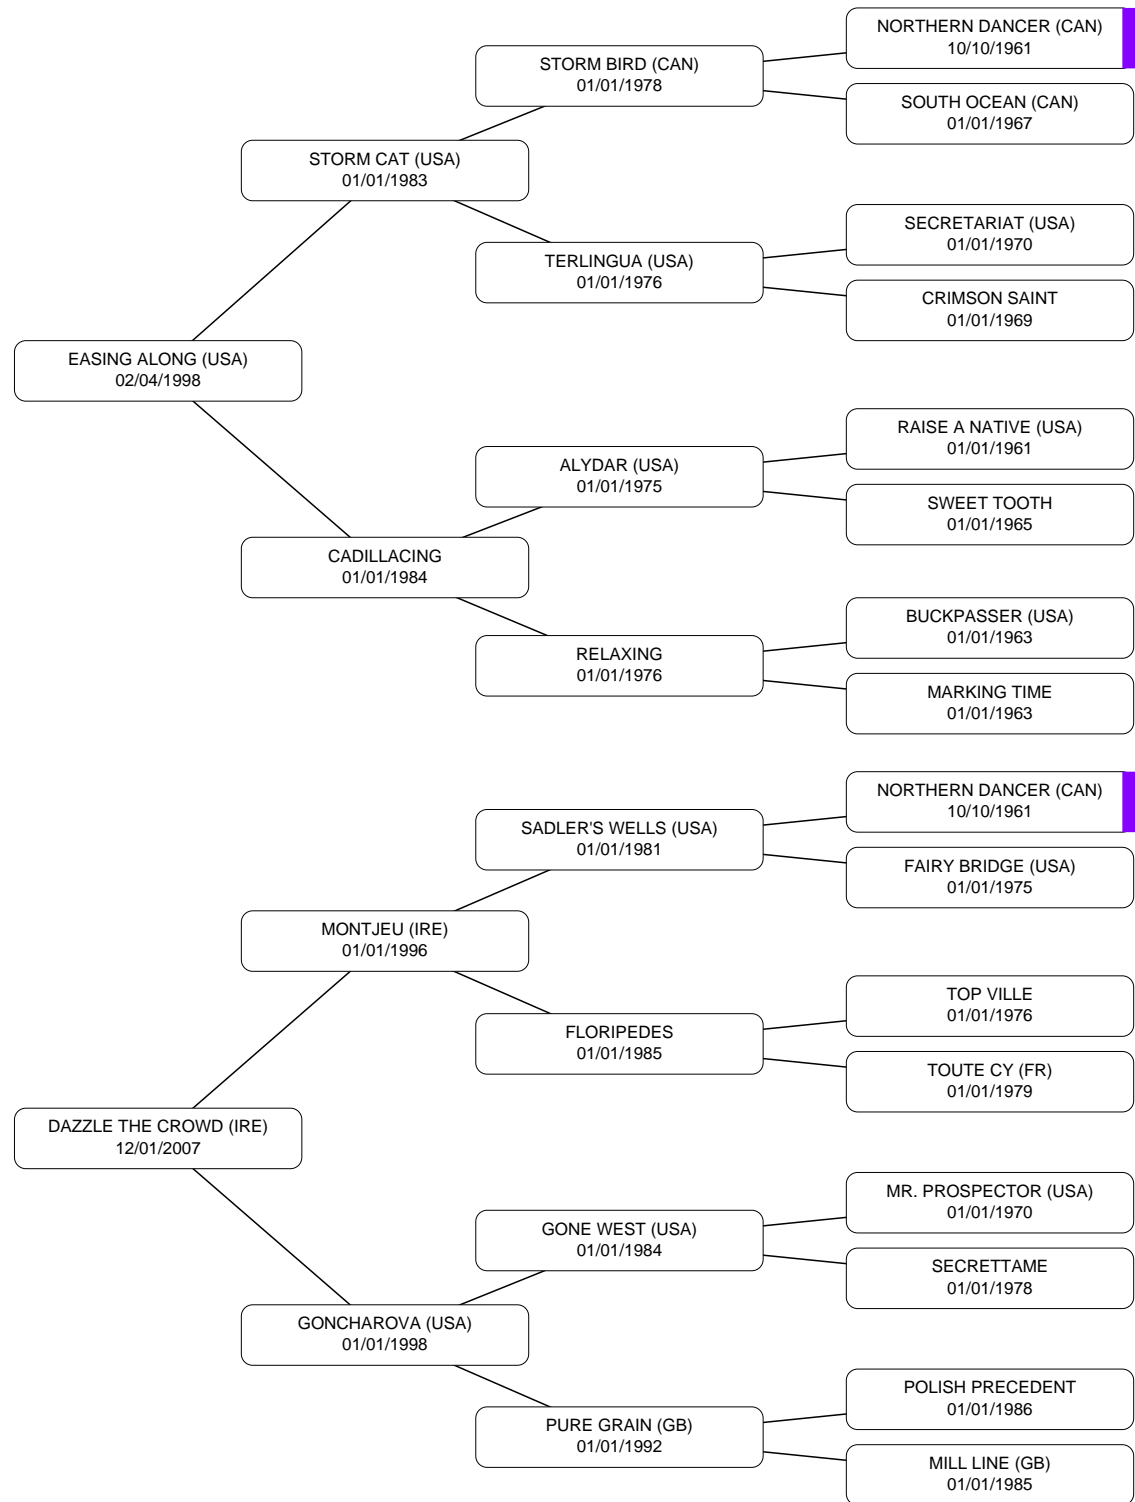 NORTHERN DANCER (CAN)
10/10/1961
STORM BIRD (CAN)
01/01/1978
SOUTH OCEAN (CAN)
01/01/1967
STORM CAT (USA)
01/01/1983
SECRETARIAT (USA)
01/01/1970
TERLINGUA (USA)
01/01/1976
CRIMSON SAINT
01/01/1969
EASING ALONG (USA)
02/04/1998
RAISE A NATIVE (USA)
01/01/1961
ALYDAR (USA)
01/01/1975
SWEET TOOTH
01/01/1965
CADILLACING
01/01/1984
BUCKPASSER (USA)
01/01/1963
RELAXING
01/01/1976
MARKING TIME
01/01/1963
NORTHERN DANCER (CAN)
10/10/1961
SADLER'S WELLS (USA)
01/01/1981
FAIRY BRIDGE (USA)
01/01/1975
MONTJEU (IRE)
01/01/1996
TOP VILLE
01/01/1976
FLORIPEDES
01/01/1985
TOUTE CY (FR)
01/01/1979
DAZZLE THE CROWD (IRE)
12/01/2007
MR. PROSPECTOR (USA)
01/01/1970
GONE WEST (USA)
01/01/1984
SECRETTAME
01/01/1978
GONCHAROVA (USA)
01/01/1998
POLISH PRECEDENT
01/01/1986
PURE GRAIN (GB)
01/01/1992
MILL LINE (GB)
01/01/1985